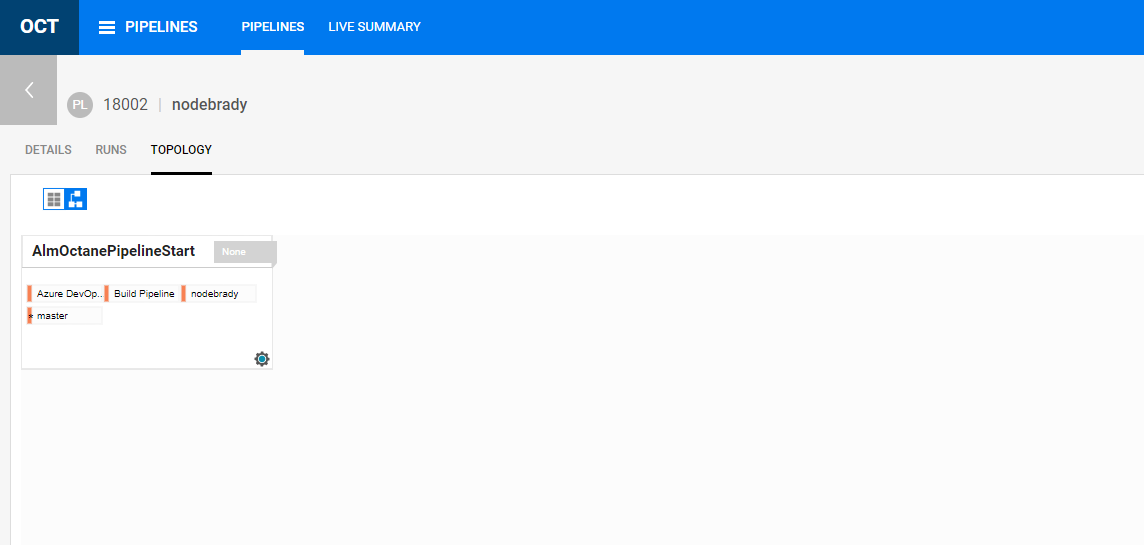 OCT PIPELINES PIPELINES LIVE SUMMARY
PL 18002 | nodebrady
DETAILS RUNS TOPOLOGY
AlmOctanePipelineStart None
Azure DevOp... Build Pipeline nodebrady
* master